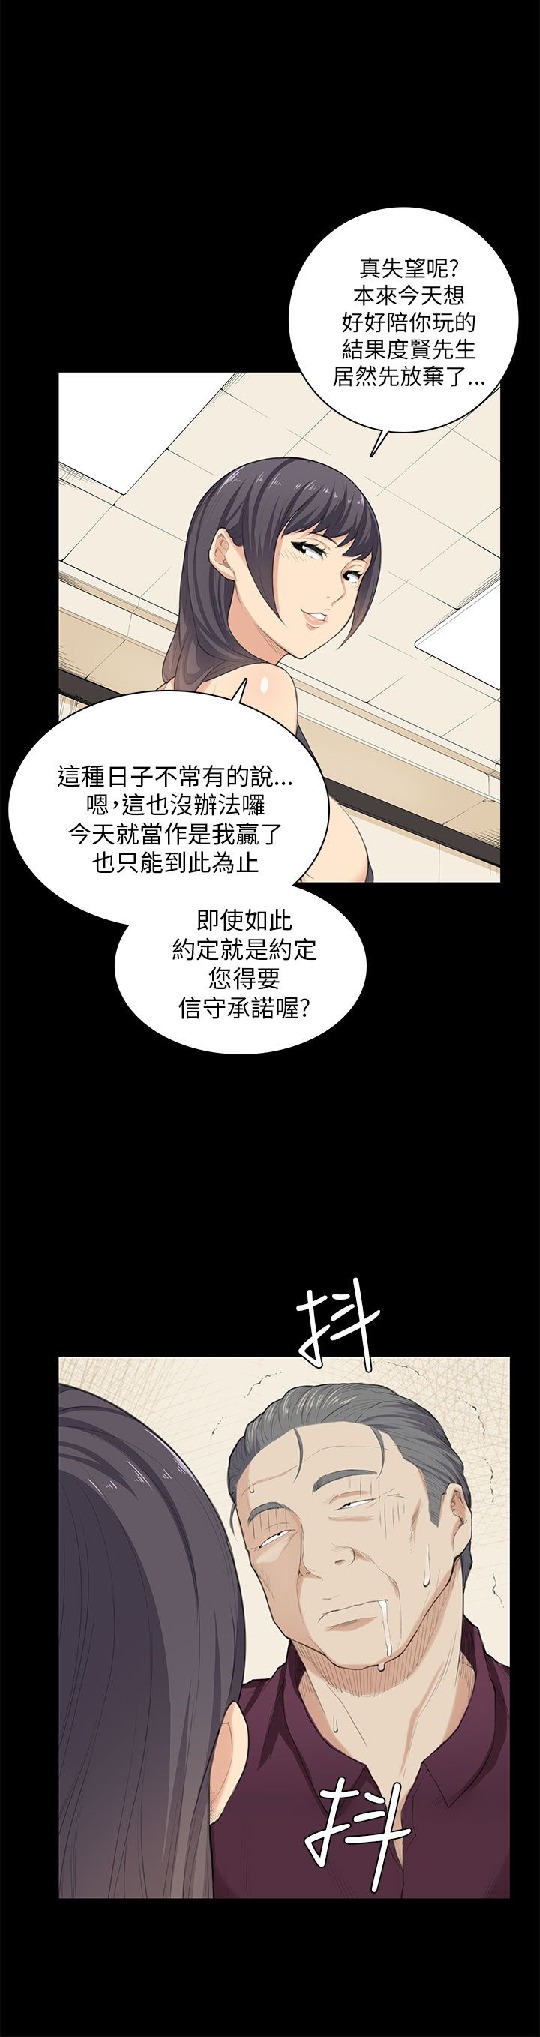 真失望呢?
本來今天想
好好陪你玩的
結果度賢先生
居然先放棄了...
這種日子不常有的說...
嗯,這也沒辦法囉
今天就當作是我贏了
也只能到此為止
即使如此
約定就是約定
您得要
信守承諾喔?
抖
抖